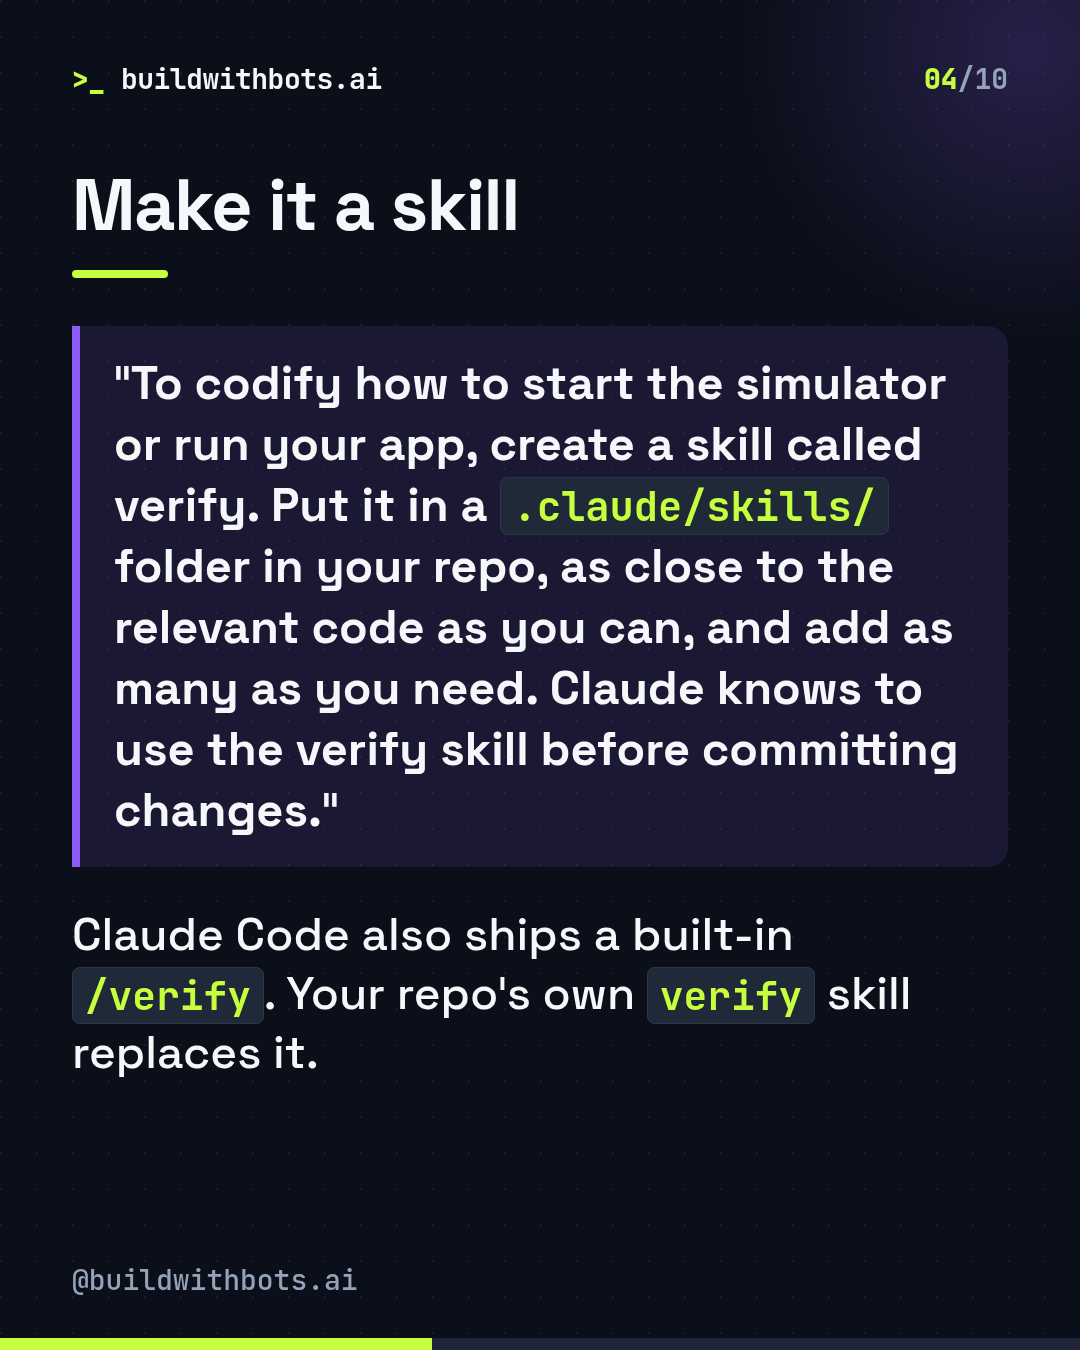 >_ buildwithbots.ai
04/10
Make it a skill
"To codify how to start the simulator
or run your app, create a skill called
verify. Put it in a .claude/skills/
folder in your repo, as close to the
relevant code as you can, and add as
many as you need. Claude knows to
use the verify skill before committing
changes."
Claude Code also ships a built-in
/verify. Your repo's own verify skill
replaces it.
@buildwithbots.ai